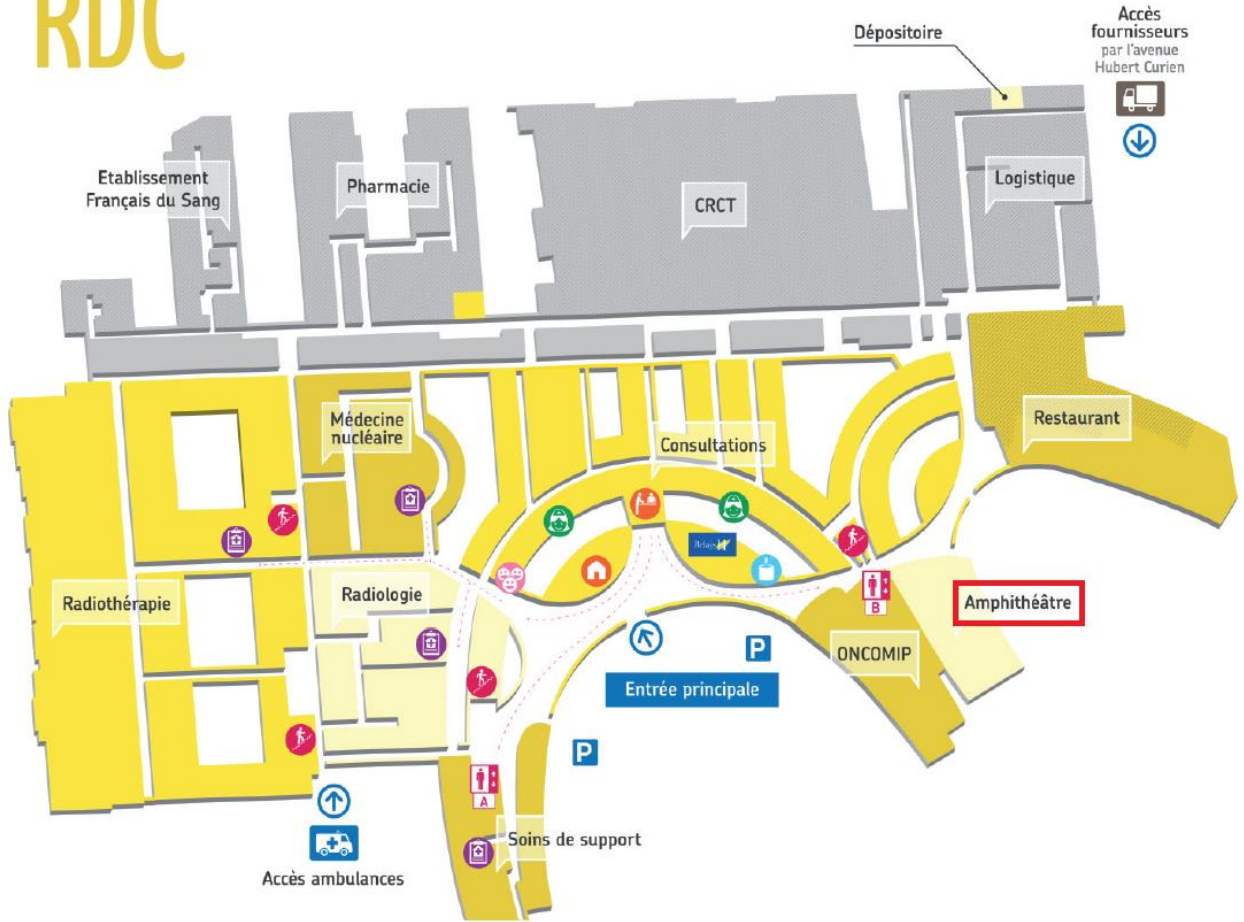 RDC
Dépositoire
Accès
fournisseurs
par l'avenue
Hubert Curien
Etablissement
Français du Sang
Pharmacie
CRCT
Logistique
Médecine
nucléaire
Consultations
Restaurant
Relais H
Radiothérapie
Radiologie
B
Amphithéâtre
ONCOMIP
P
Entrée principale
P
A
Soins de support
Accès ambulances